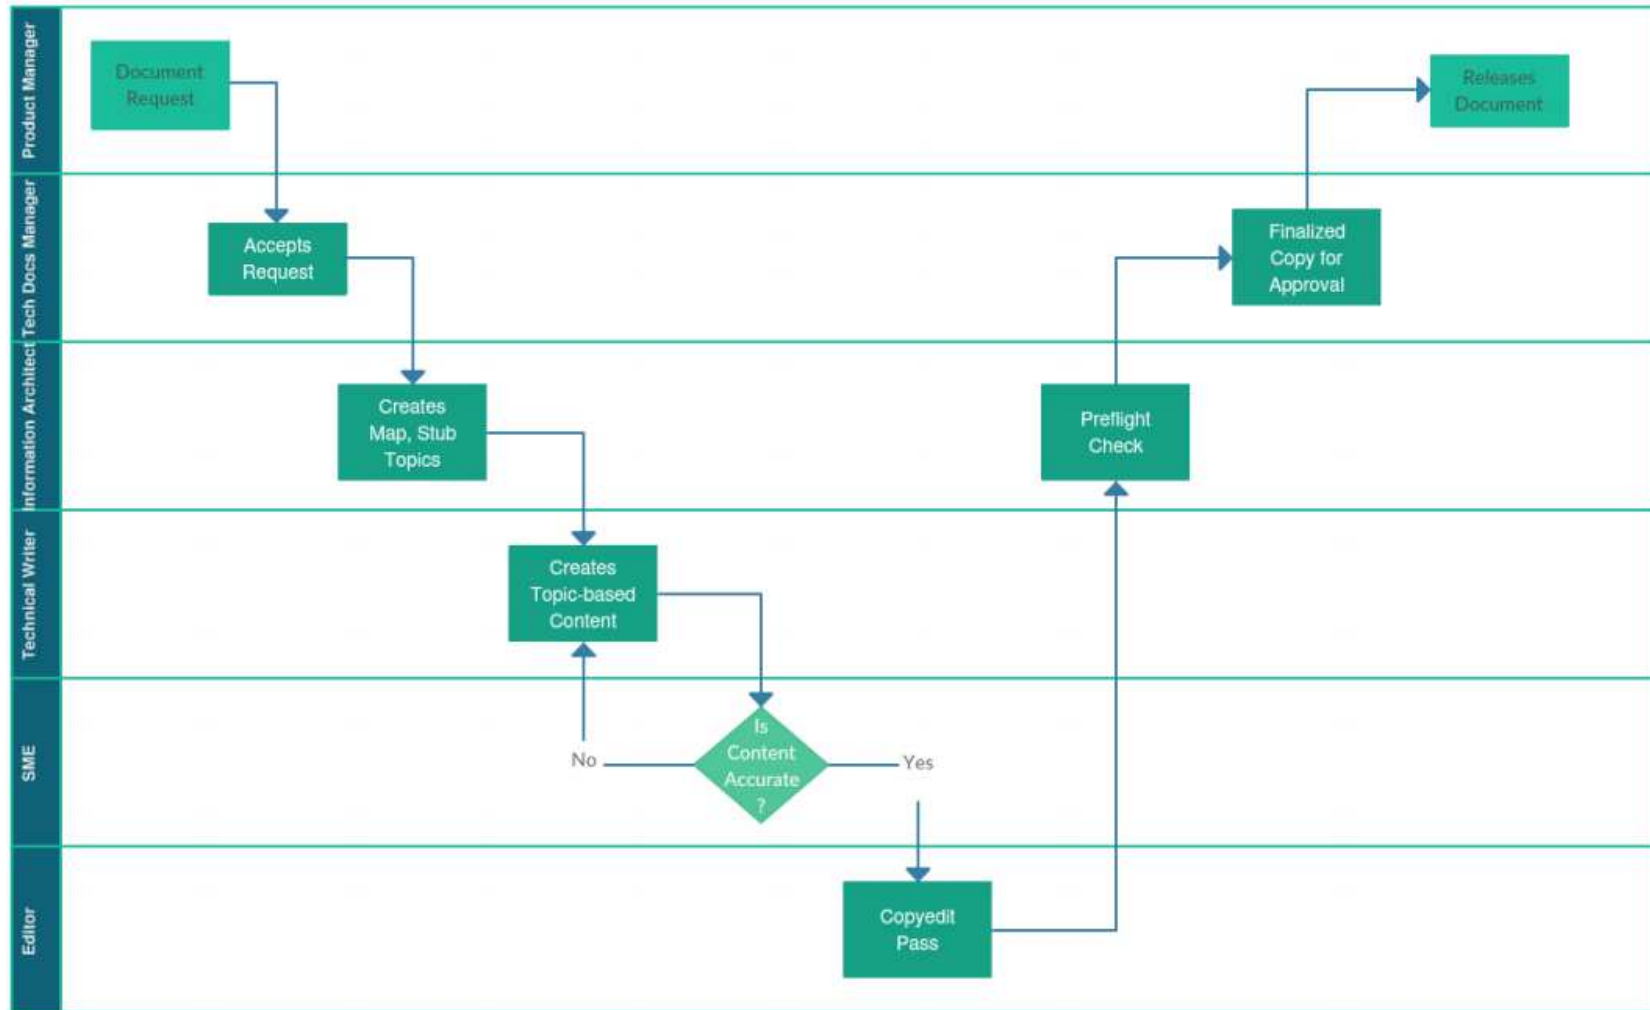 Product Manager
Document
Request
Releases
Document
Tech Docs Manager
Accepts
Request
Finalized
Copy for
Approval
Information Architect
Creates
Map, Stub
Topics
Preflight
Check
Technical Writer
Creates
Topic-based
Content
SME
No
Is
Content
Accurate
?
Yes
Editor
Copyedit
Pass